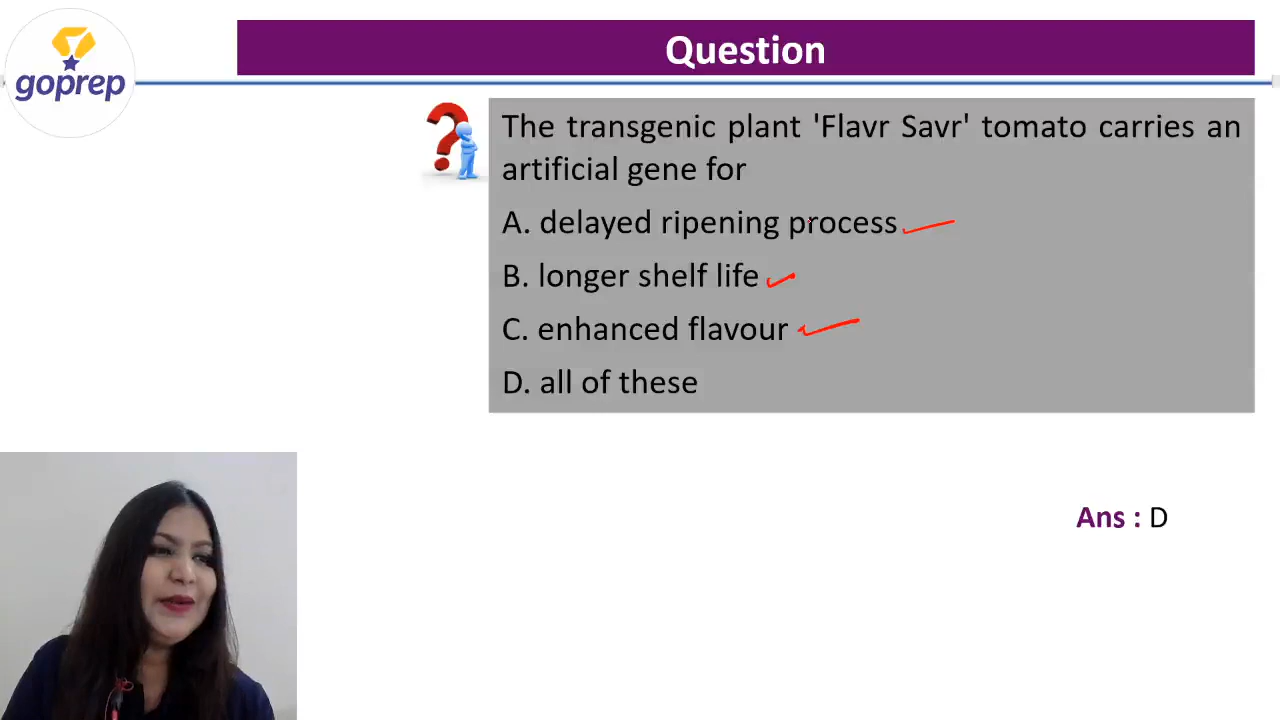 goprep
Question
The transgenic plant 'Flavr Savr' tomato carries an
artificial gene for
A. delayed ripening process
B. longer shelf life
C. enhanced flavour
D. all of these
Ans : D